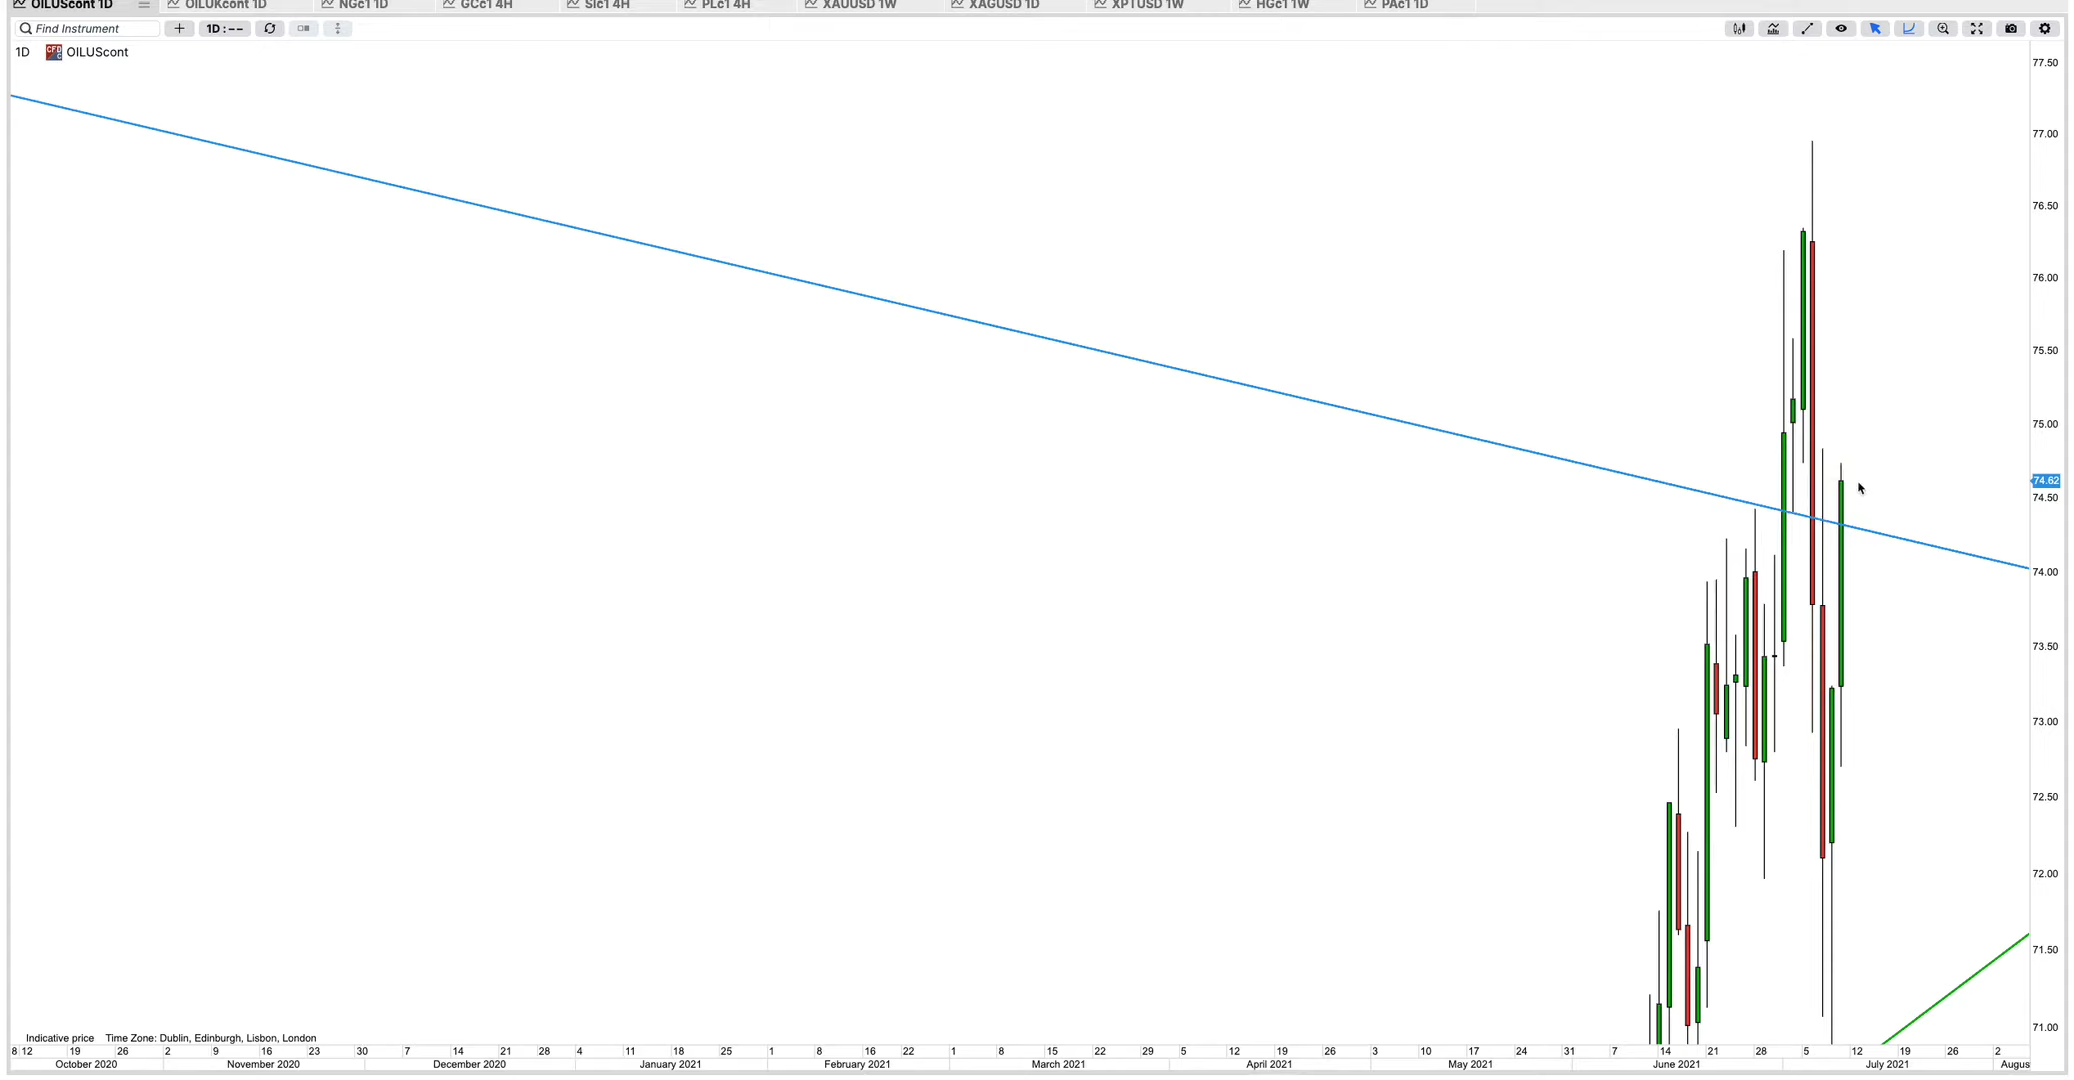 OILUScont 1D OILUKcont 1D NGc1 1D GCc1 4H SIc1 4H PLc1 4H XAUUSD 1W XAGUSD 1D XPTUSD 1W HGc1 1W PAc1 1D
Find Instrument 1D : --
1D CFD OILUScont
77.50
77.00
76.50
76.00
75.50
75.00
74.62
74.50
74.00
73.50
73.00
72.50
72.00
71.50
71.00
Indicative price Time Zone: Dublin, Edinburgh, Lisbon, London
8 12 19 26 2 9 16 23 30 7 14 21 28 4 11 18 25 1 8 16 22 1 8 15 22 29 5 12 19 26 3 10 17 24 31 7 14 21 28 5 12 19 26 2
October 2020 November 2020 December 2020 January 2021 February 2021 March 2021 April 2021 May 2021 June 2021 July 2021 Augus